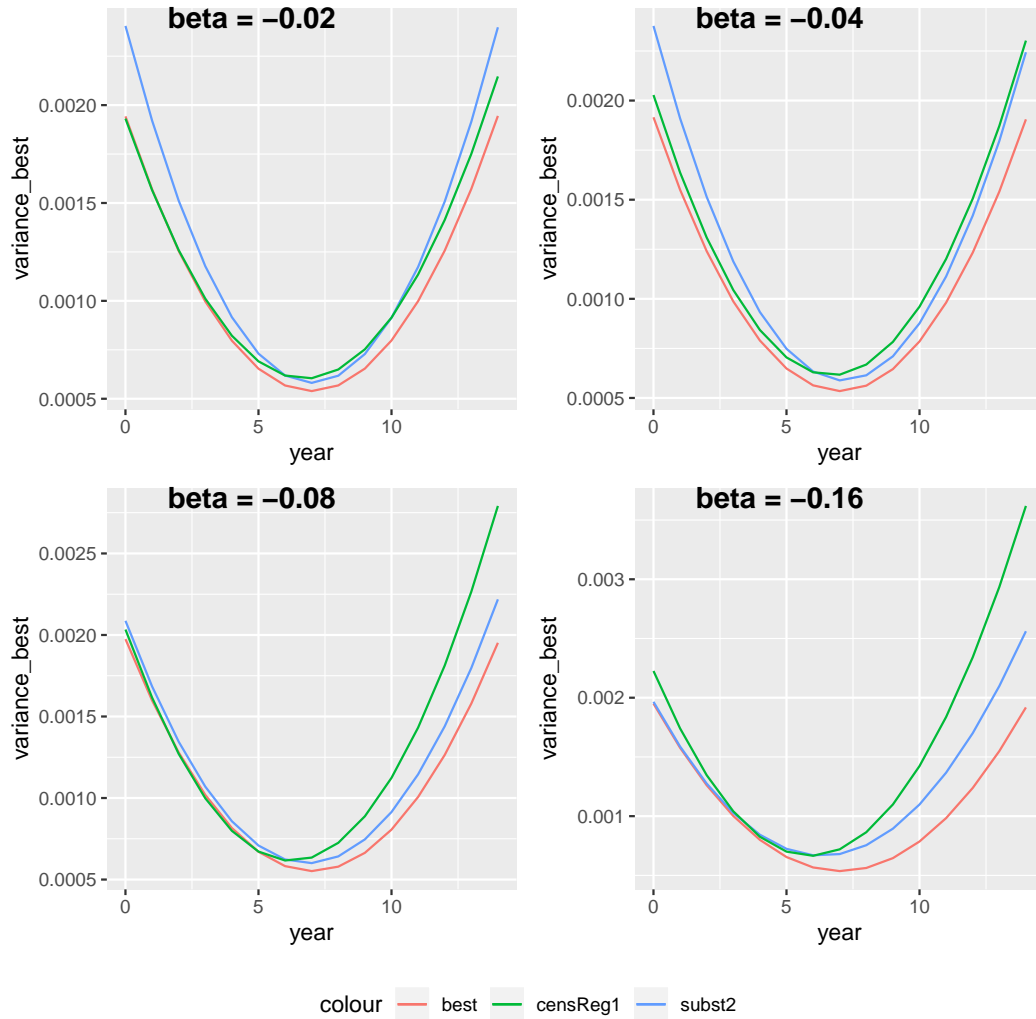 beta = −0.02
0.0020
0.0015
0.0010
0.0005
variance_best
0
5
10
year
beta = −0.04
0.0020
0.0015
0.0010
0.0005
variance_best
0
5
10
year
beta = −0.08
0.0025
0.0020
0.0015
0.0010
0.0005
variance_best
0
5
10
year
beta = −0.16
0.003
0.002
0.001
variance_best
0
5
10
year
colour best censReg1 subst2